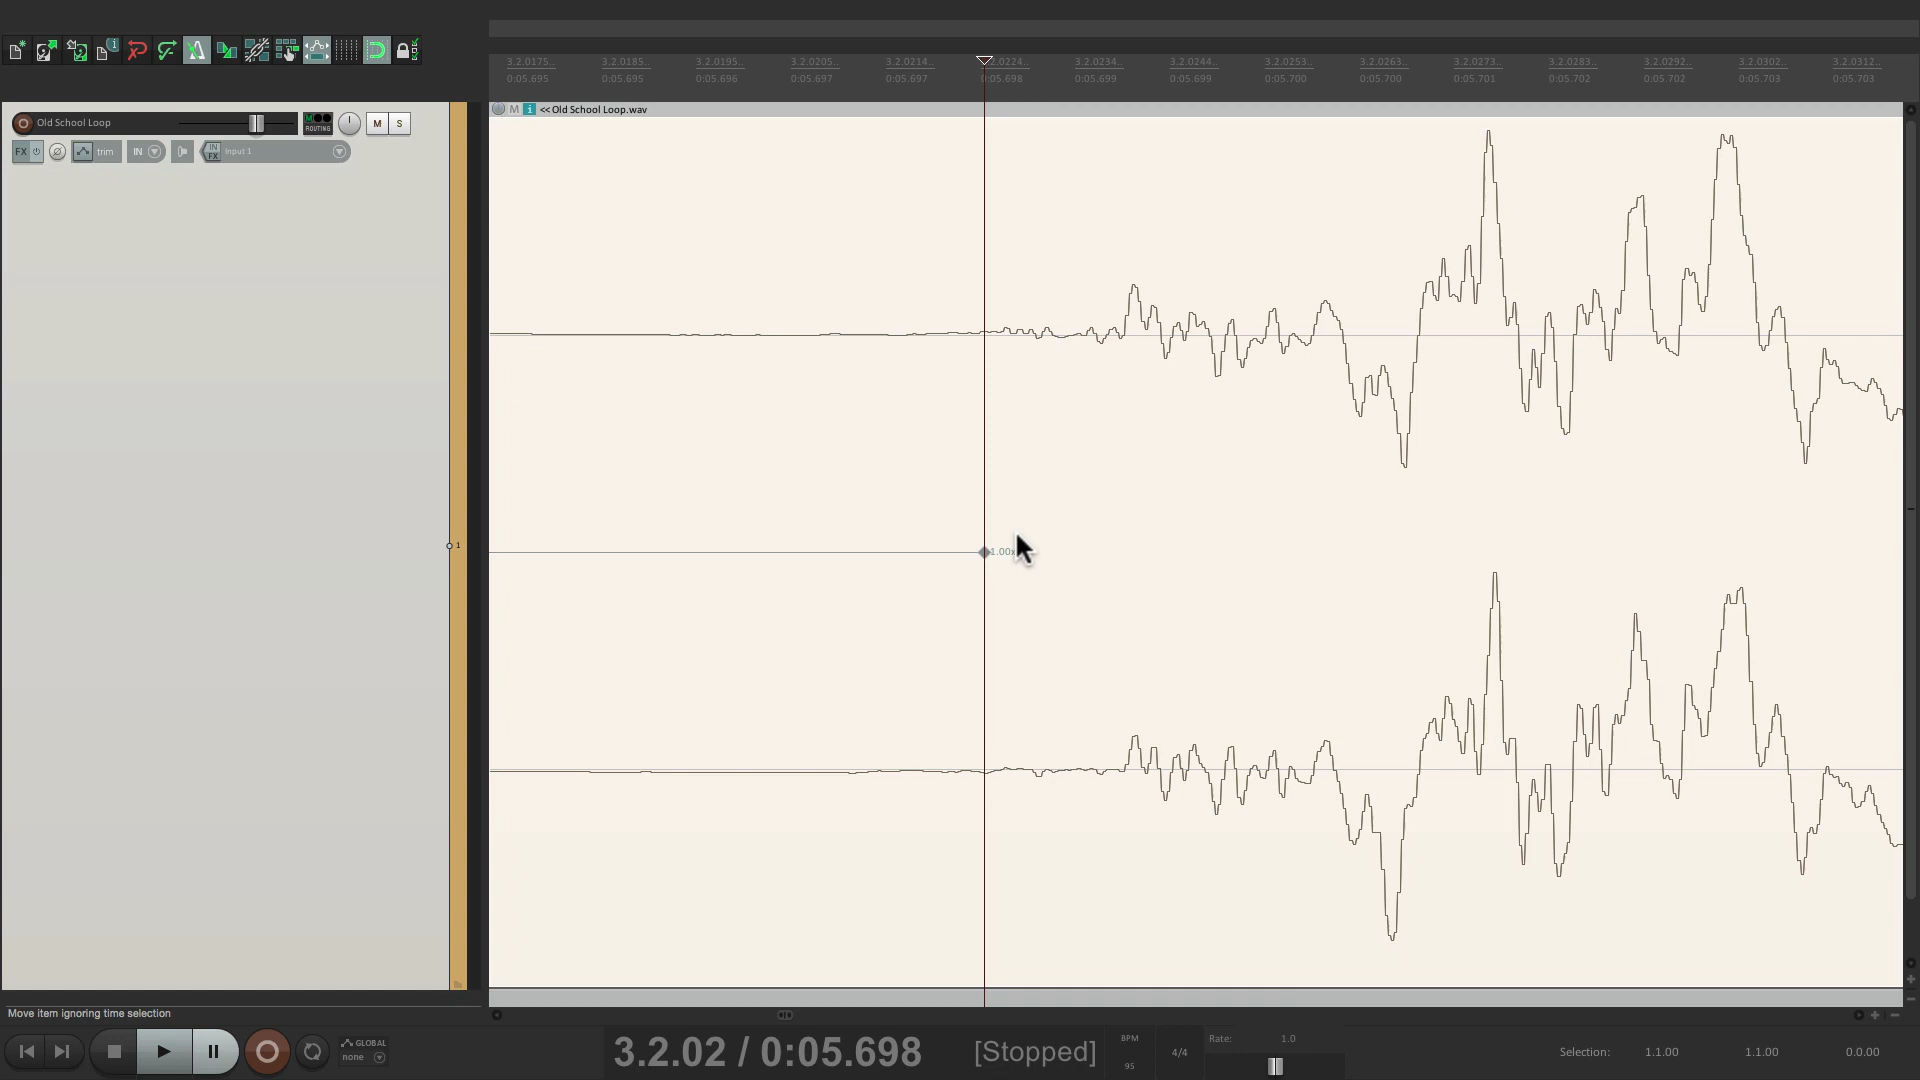 3.2.0175.. 3.2.0185.. 3.2.0195.. 3.2.0205.. 3.2.0214.. 3.2.0224.. 3.2.0234.. 3.2.0244.. 3.2.0253.. 3.2.0263.. 3.2.0273.. 3.2.0283.. 3.2.0292.. 3.2.0302.. 3.2.0312..
0:05.695 0:05.695 0:05.696 0:05.697 0:05.697 0:05.698 0:05.699 0:05.699 0:05.700 0:05.700 0:05.701 0:05.702 0:05.702 0:05.703 0:05.703
M i << Old School Loop.wav
Old School Loop ROUTING M S
FX trim IN IN FX Input 1
1.00x
1
Move item ignoring time selection
GLOBAL
none
3.2.02 / 0:05.698 [Stopped]
BPM
95
4/4
Rate: 1.0
Selection: 1.1.00 1.1.00 0.0.00